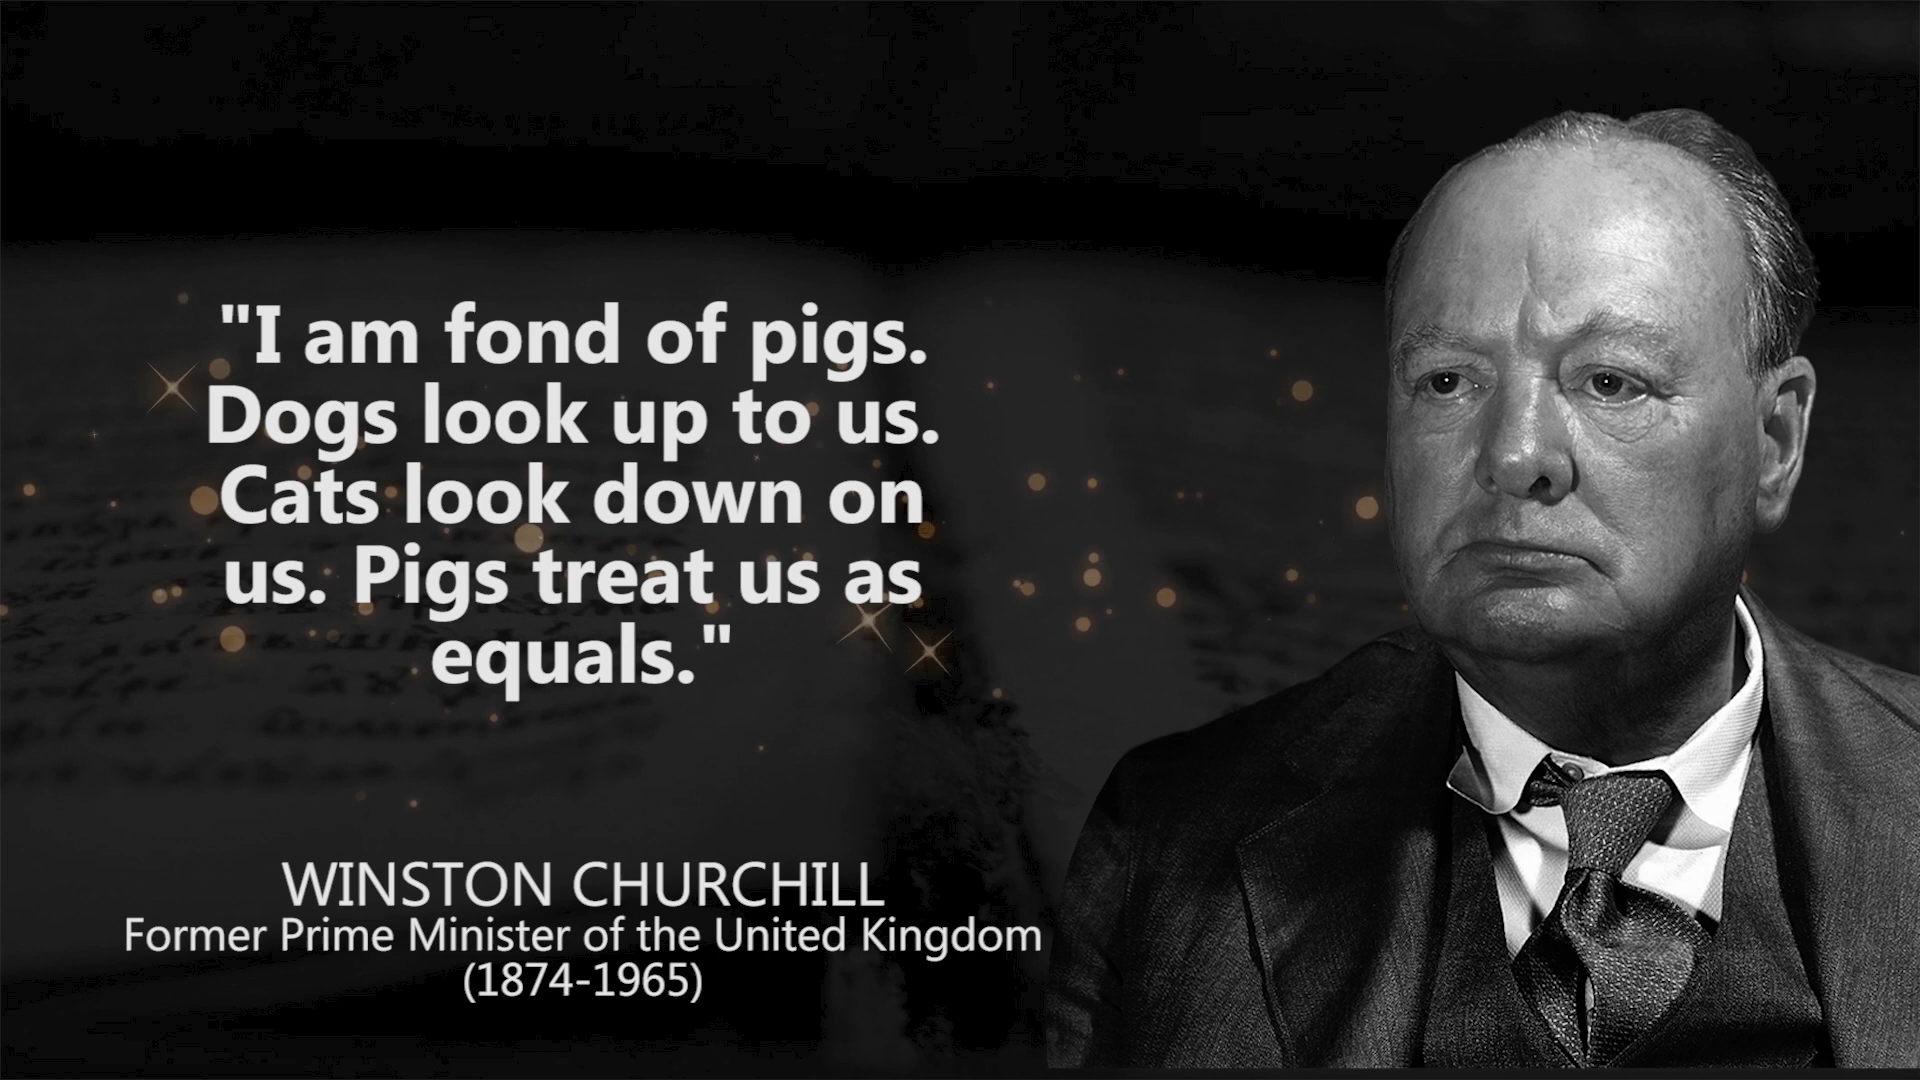 "I am fond of pigs.
Dogs look up to us.
Cats look down on
us. Pigs treat us as
equals."
WINSTON CHURCHILL
Former Prime Minister of the United Kingdom
(1874-1965)